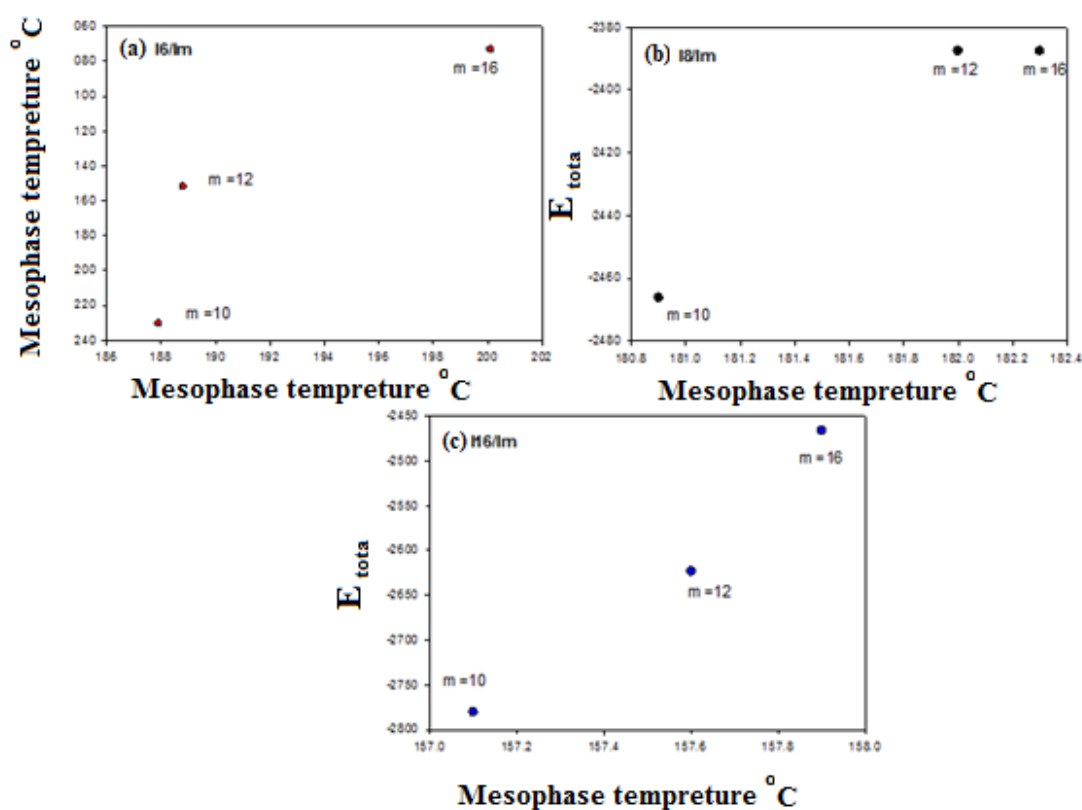 Mesophase tempreture °C
060
080
100
120
140
160
180
200
220
240
(a) I6/Im
m =16
m =12
m =10
186 188 190 192 194 196 198 200 202
Mesophase tempreture °C
E tota
-2380
-2400
-2420
-2440
-2460
-2480
(b) I8/Im
m =12
m =16
m =10
180.8 181.0 181.2 181.4 181.6 181.8 182.0 182.2 182.4
Mesophase tempreture °C
E tota
-2450
-2500
-2550
-2600
-2650
-2700
-2750
-2800
(c) I16/Im
m =16
m =12
m =10
157.0 157.2 157.4 157.6 157.8 158.0
Mesophase tempreture °C